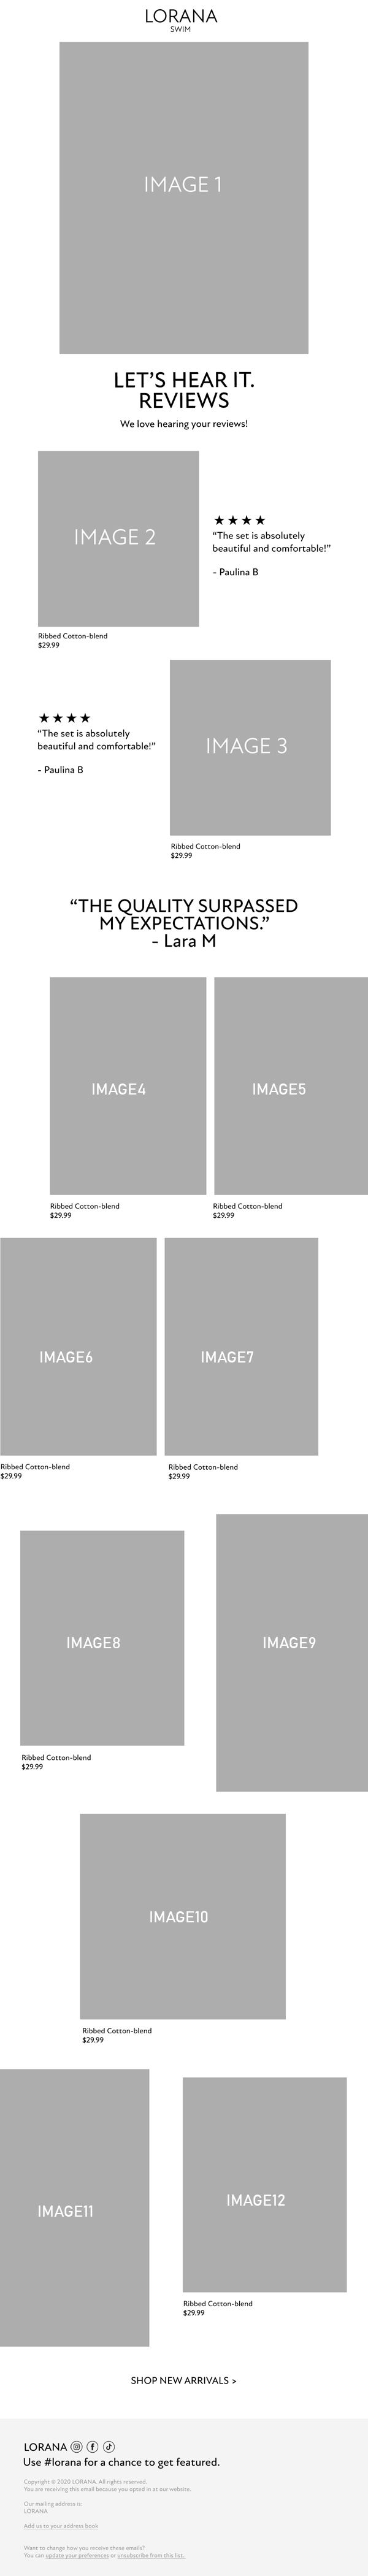 LORANA
SWIM
IMAGE 1
LET'S HEAR IT.
REVIEWS
We love hearing your reviews!
IMAGE 2
★★★★
“The set is absolutely
beautiful and comfortable!”
- Paulina B
Ribbed Cotton-blend
$29.99
★★★★
“The set is absolutely
beautiful and comfortable!”
- Paulina B
IMAGE 3
Ribbed Cotton-blend
$29.99
“THE QUALITY SURPASSED
MY EXPECTATIONS.”
- Lara M
IMAGE4
IMAGE5
Ribbed Cotton-blend
$29.99
Ribbed Cotton-blend
$29.99
IMAGE6
IMAGE7
Ribbed Cotton-blend
$29.99
Ribbed Cotton-blend
$29.99
IMAGE8
IMAGE9
Ribbed Cotton-blend
$29.99
IMAGE10
Ribbed Cotton-blend
$29.99
IMAGE11
IMAGE12
Ribbed Cotton-blend
$29.99
SHOP NEW ARRIVALS >
LORANA
Use #lorana for a chance to get featured.
Copyright © 2020 LORANA. All rights reserved.
You are receiving this email because you opted in at our website.
Our mailing address is:
LORANA
Add us to your address book
Want to change how you receive these emails?
You can update your preferences or unsubscribe from this list.